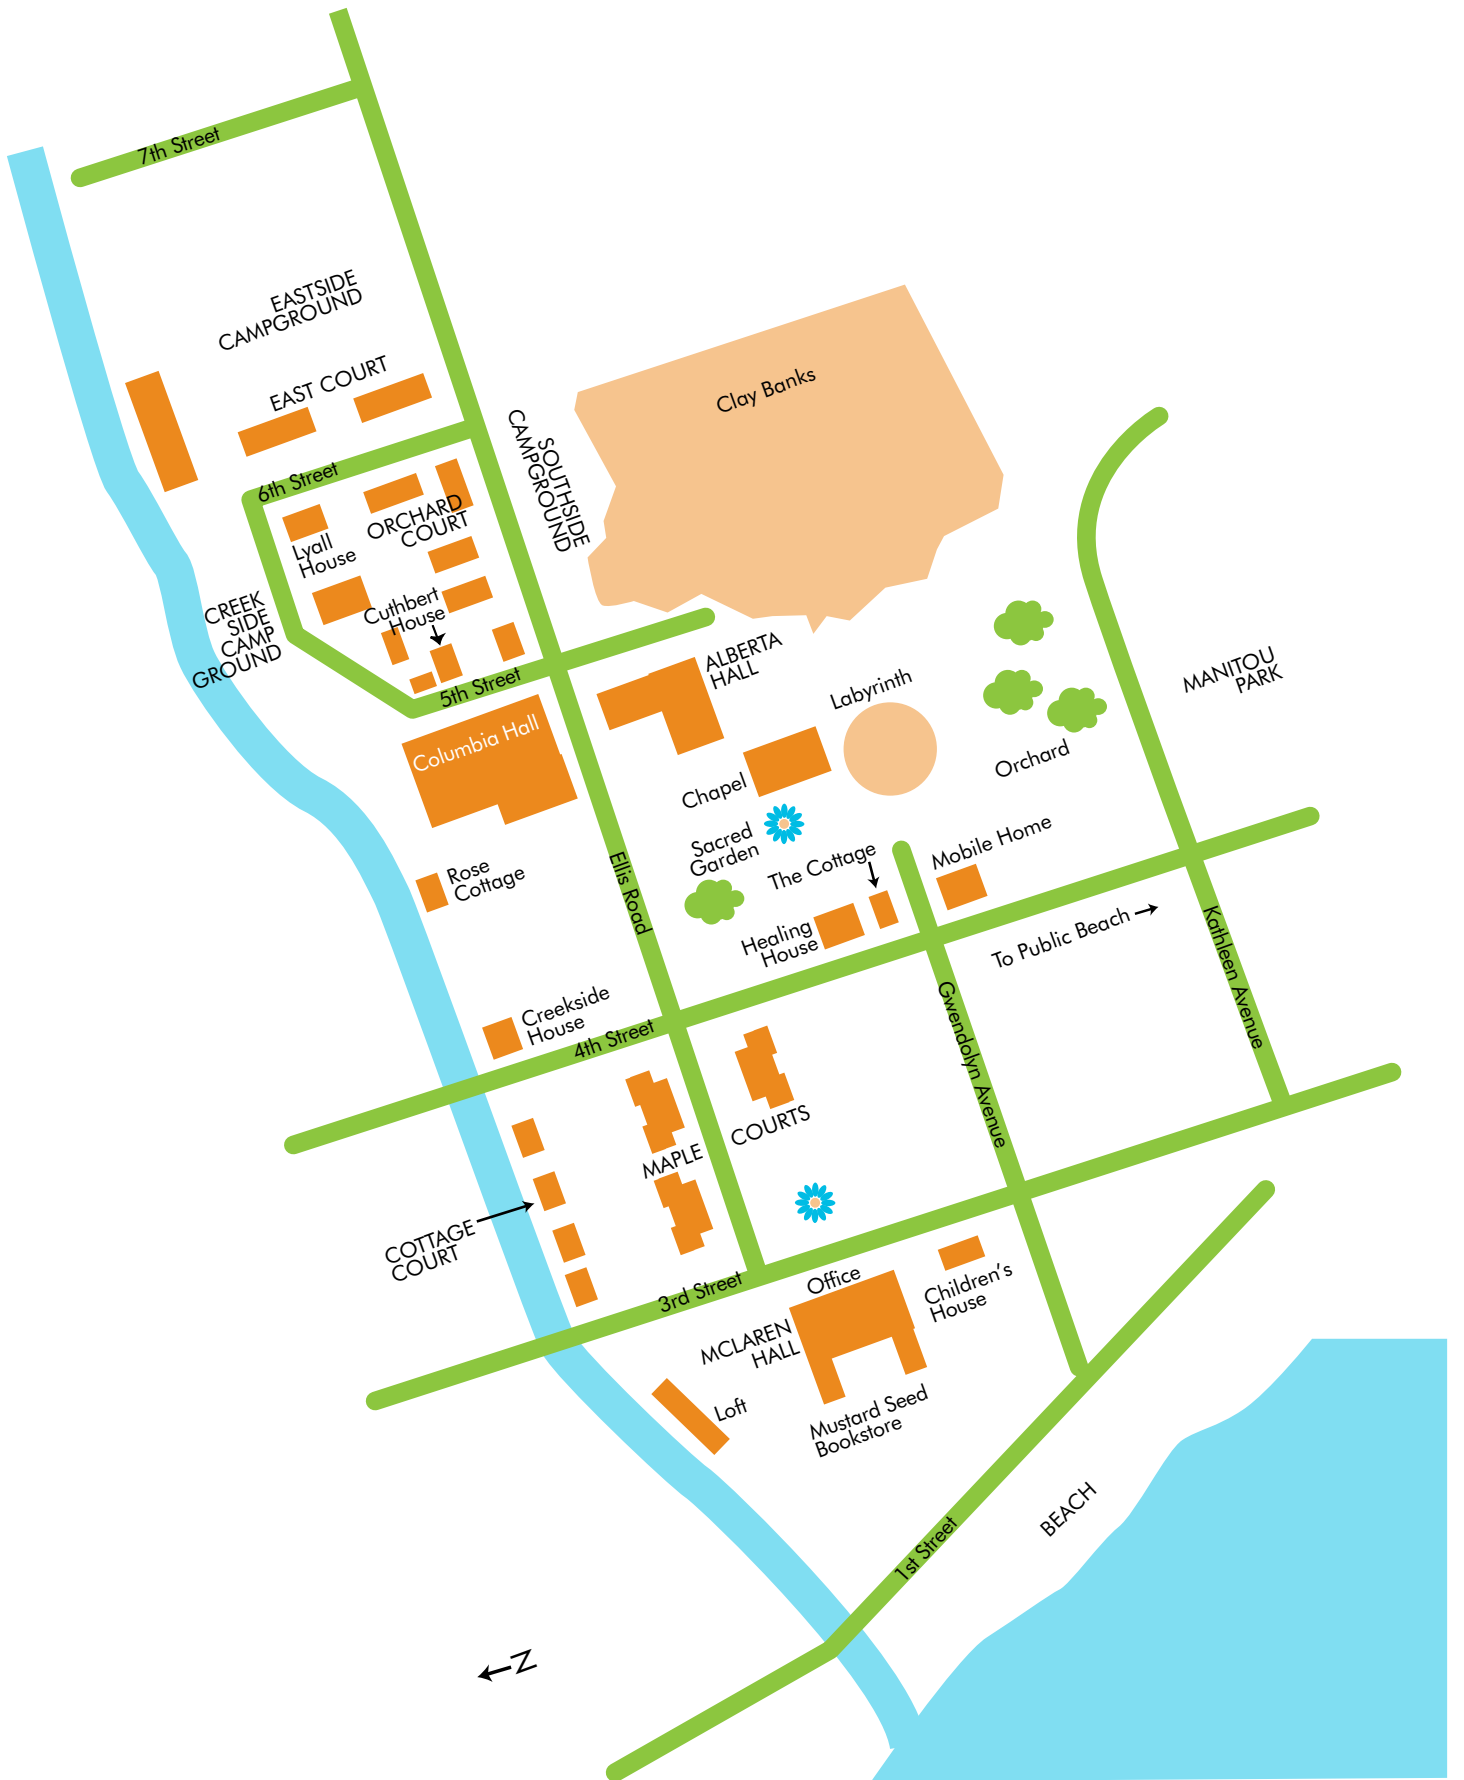 7th Street
EASTSIDE
CAMPGROUND
EAST COURT
Clay Banks
SOUTHSIDE
CAMPGROUND
6th Street
ORCHARD
COURT
Lyall
House
CREEK
SIDE
CAMP
GROUND
Cuthbert
House
5th Street
ALBERTA
HALL
MANITOU
PARK
Labyrinth
Columbia Hall
Orchard
Chapel
Sacred
Garden
Mobile Home
The Cottage
Rose
Cottage
Ellis Road
Healing
House
To Public Beach
Kathleen Avenue
Creekside
House
4th Street
Gwendolyn Avenue
COURTS
MAPLE
COTTAGE
COURT
3rd Street
Office
Children's
House
MCLAREN
HALL
Loft
Mustard Seed
Bookstore
BEACH
1st Street
N